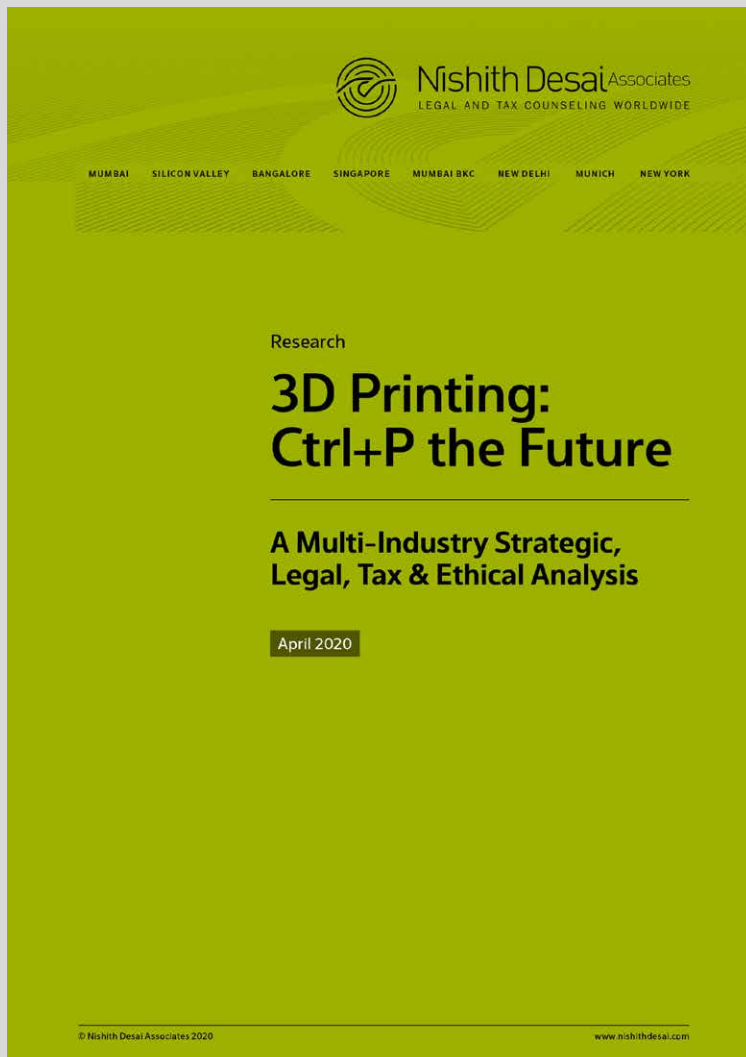 Nishith Desai Associates
LEGAL AND TAX COUNSELING WORLDWIDE
MUMBAI SILICON VALLEY BANGALORE SINGAPORE MUMBAI BKC NEW DELHI MUNICH NEW YORK
Research
3D Printing:
Ctrl+P the Future
A Multi-Industry Strategic,
Legal, Tax & Ethical Analysis
April 2020
© Nishith Desai Associates 2020 www.nishithdesai.com